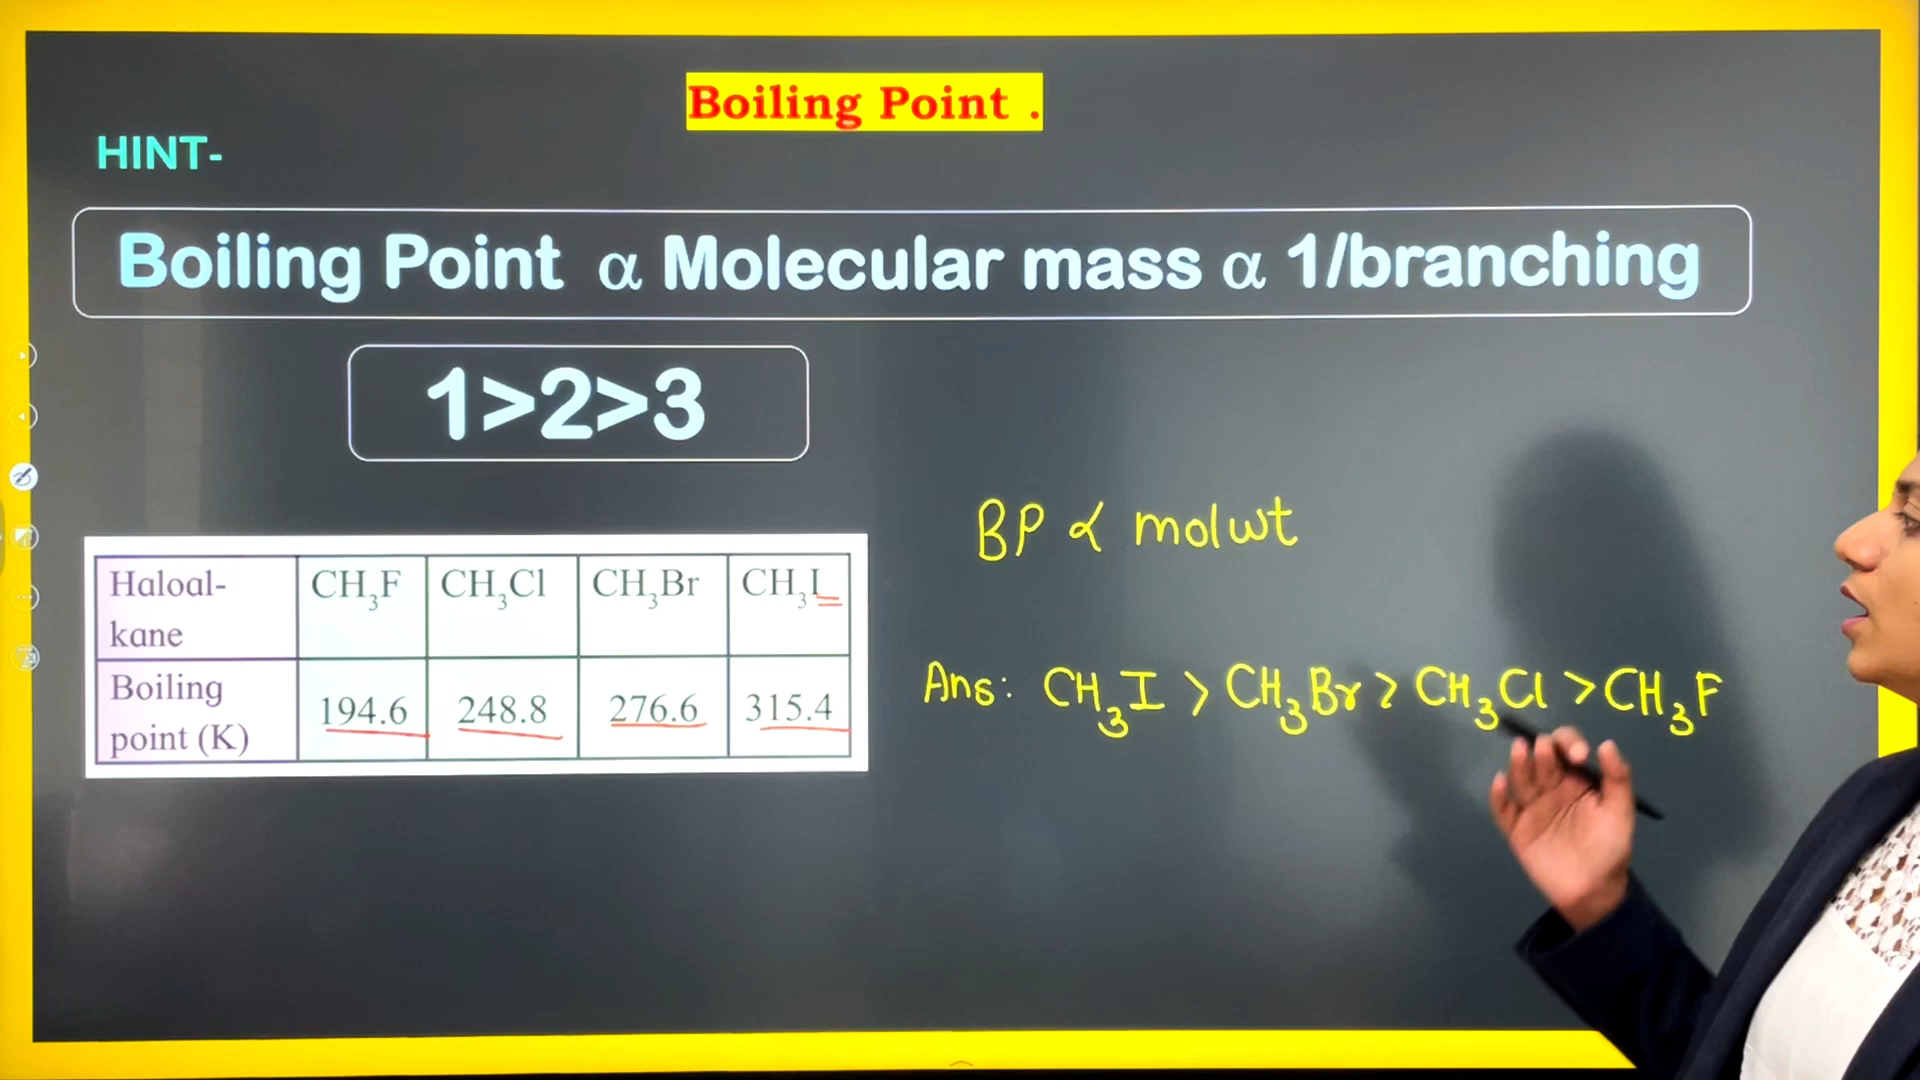 Boiling Point .
HINT-
Boiling Point α Molecular mass α 1/branching
1>2>3
BP α molwt
Haloal-kane CH₃F CH₃Cl CH₃Br CH₃I
Boiling point (K) 194.6 248.8 276.6 315.4
Ans: CH₃I > CH₃Br > CH₃Cl > CH₃F